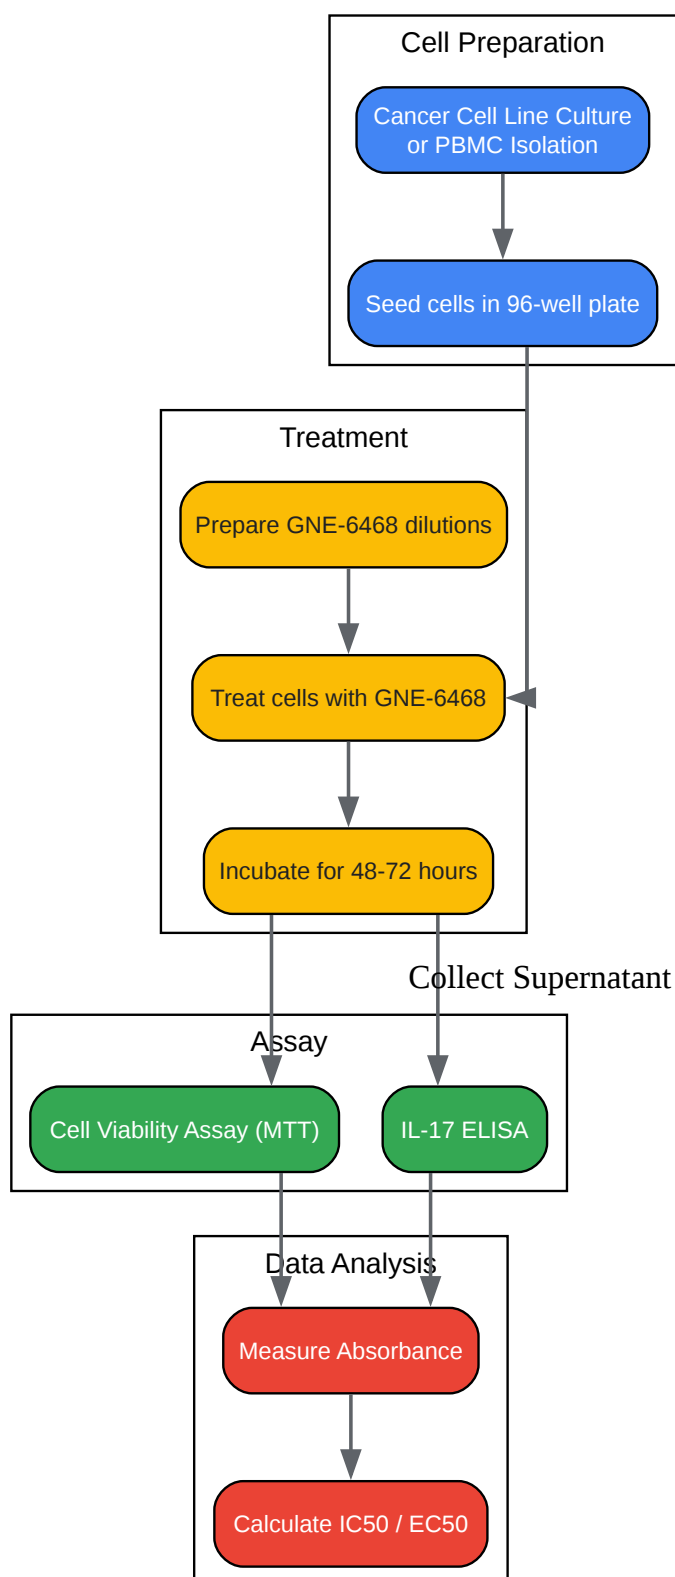 Cell Preparation
Cancer Cell Line Culture
or PBMC Isolation
Seed cells in 96-well plate
Treatment
Prepare GNE-6468 dilutions
Treat cells with GNE-6468
Incubate for 48-72 hours
Collect Supernatant
Assay
Cell Viability Assay (MTT)
IL-17 ELISA
Data Analysis
Measure Absorbance
Calculate IC50 / EC50